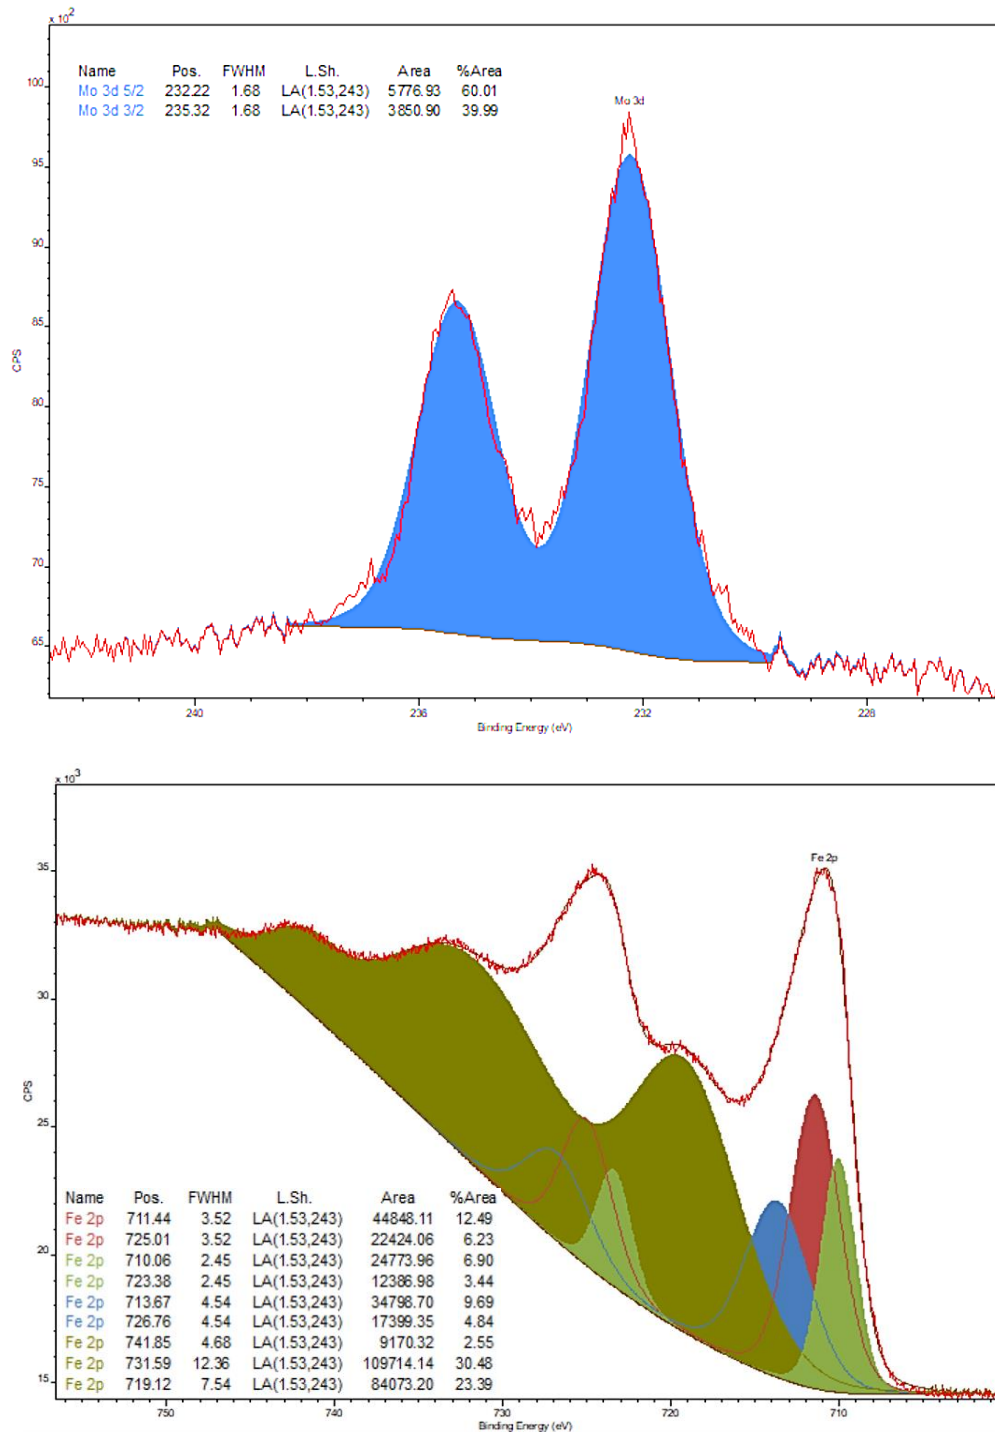 x 10²
Name Pos. FWHM L.Sh. Area %Area
Mo 3d 5/2 232.22 1.68 LA(1.53,243) 5776.93 60.01
Mo 3d 3/2 235.32 1.68 LA(1.53,243) 3850.90 39.99
Mo 3d
100
95
90
85
80
75
70
65
CPS
240 236 232 228
Binding Energy (eV)
x 10³
Fe 2p
35
30
25
20
15
CPS
Name Pos. FWHM L.Sh. Area %Area
Fe 2p 711.44 3.52 LA(1.53,243) 44848.11 12.49
Fe 2p 725.01 3.52 LA(1.53,243) 22424.06 6.23
Fe 2p 710.06 2.45 LA(1.53,243) 24773.96 6.90
Fe 2p 723.38 2.45 LA(1.53,243) 12386.98 3.44
Fe 2p 713.67 4.54 LA(1.53,243) 34798.70 9.69
Fe 2p 726.76 4.54 LA(1.53,243) 17399.35 4.84
Fe 2p 741.85 4.68 LA(1.53,243) 9170.32 2.55
Fe 2p 731.59 12.36 LA(1.53,243) 109714.14 30.48
Fe 2p 719.12 7.54 LA(1.53,243) 84073.20 23.39
750 740 730 720 710
Binding Energy (eV)